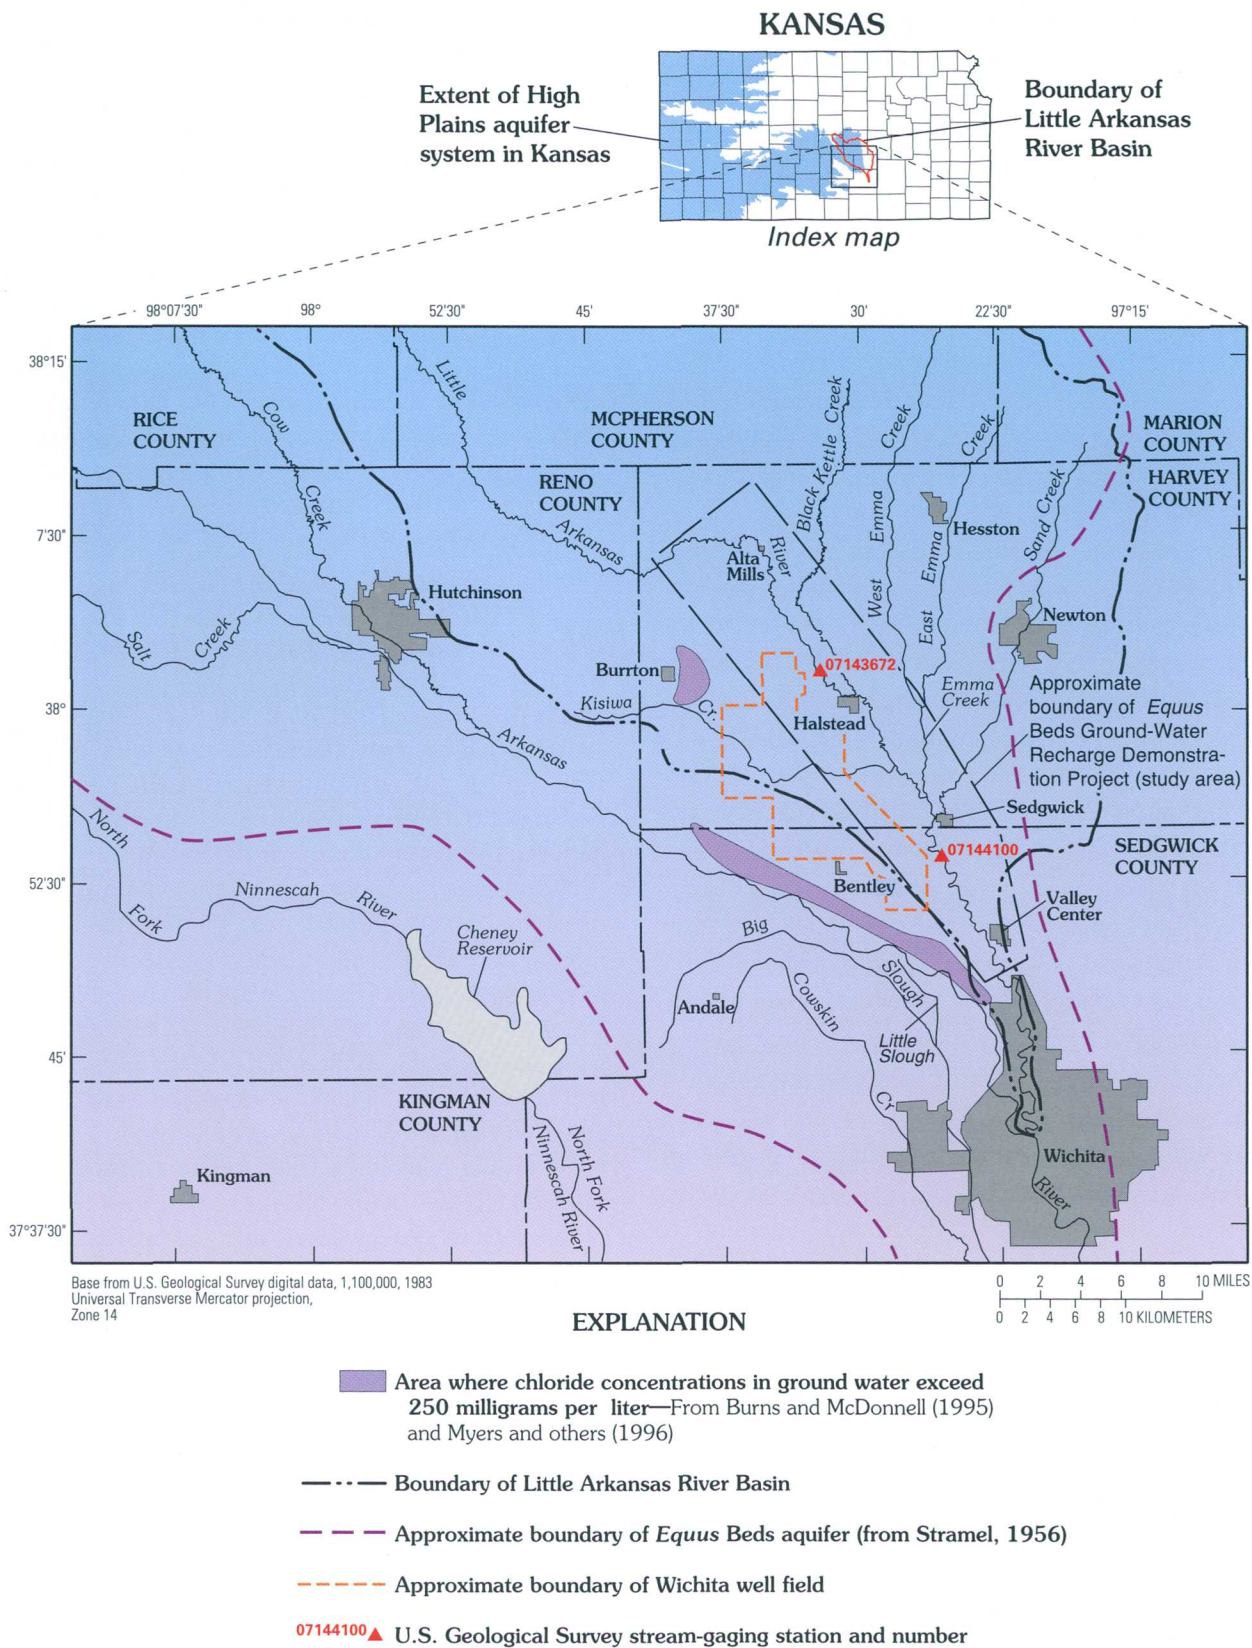 KANSAS
Extent of High
Plains aquifer
system in Kansas
Boundary of
Little Arkansas
River Basin
Index map
98°07'30"
98°
52'30"
45'
37'30"
30'
22'30"
97°15'
38°15'
7'30"
38°
52'30"
45'
37°37'30"
RICE
COUNTY
Cow
Creek
Little
Arkansas
River
MCPHERSON
COUNTY
RENO
COUNTY
Black Kettle Creek
West Emma Creek
East Emma Creek
Sand Creek
MARION
COUNTY
HARVEY
COUNTY
Hesston
Alta
Mills
Hutchinson
Newton
Salt Creek
Burrton
07143672
Kisiwa Cr.
Halstead
Emma
Creek
Approximate
boundary of Equus
Beds Ground-Water
Recharge Demonstra-
tion Project (study area)
Arkansas
Sedgwick
07144100
SEDGWICK
COUNTY
North
Fork
Ninnescah
River
Bentley
Valley
Center
Cheney
Reservoir
Big
Slough
Andale
Cowskin
Cr
Little
Slough
KINGMAN
COUNTY
Kingman
North Fork
Ninnescah River
Wichita
River
Base from U.S. Geological Survey digital data, 1,100,000, 1983
Universal Transverse Mercator projection,
Zone 14
0 2 4 6 8 10 MILES
0 2 4 6 8 10 KILOMETERS
EXPLANATION
Area where chloride concentrations in ground water exceed
250 milligrams per liter—From Burns and McDonnell (1995)
and Myers and others (1996)
Boundary of Little Arkansas River Basin
Approximate boundary of Equus Beds aquifer (from Stramel, 1956)
Approximate boundary of Wichita well field
07144100 U.S. Geological Survey stream-gaging station and number